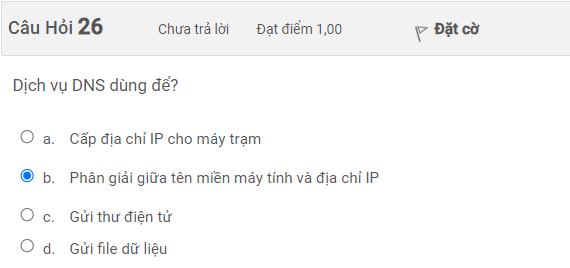 Câu Hỏi 26 Chưa trả lời Đạt điểm 1,00 Đặt cờ
Dịch vụ DNS dùng để?
a. Cấp địa chỉ IP cho máy trạm
b. Phân giải giữa tên miền máy tính và địa chỉ IP
c. Gửi thư điện tử
d. Gửi file dữ liệu